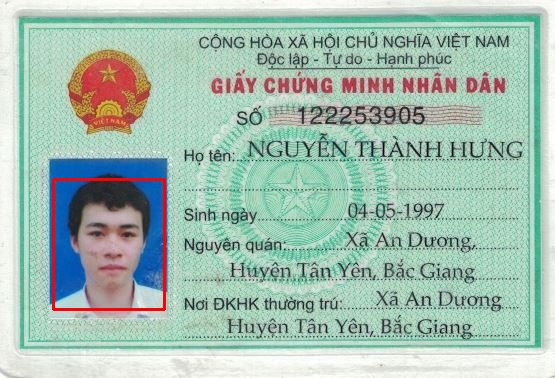 CỘNG HÒA XÃ HỘI CHỦ NGHĨA VIỆT NAM
Độc lập - Tự do - Hạnh phúc
GIẤY CHỨNG MINH NHÂN DÂN
SỐ 122253905
Họ tên: NGUYỄN THÀNH HƯNG
Sinh ngày 04-05-1997
Nguyên quán: Xã An Dương,
Huyện Tân Yên, Bắc Giang
Nơi ĐKHK thường trú: Xã An Dương
Huyện Tân Yên, Bắc Giang
VIỆT NAM